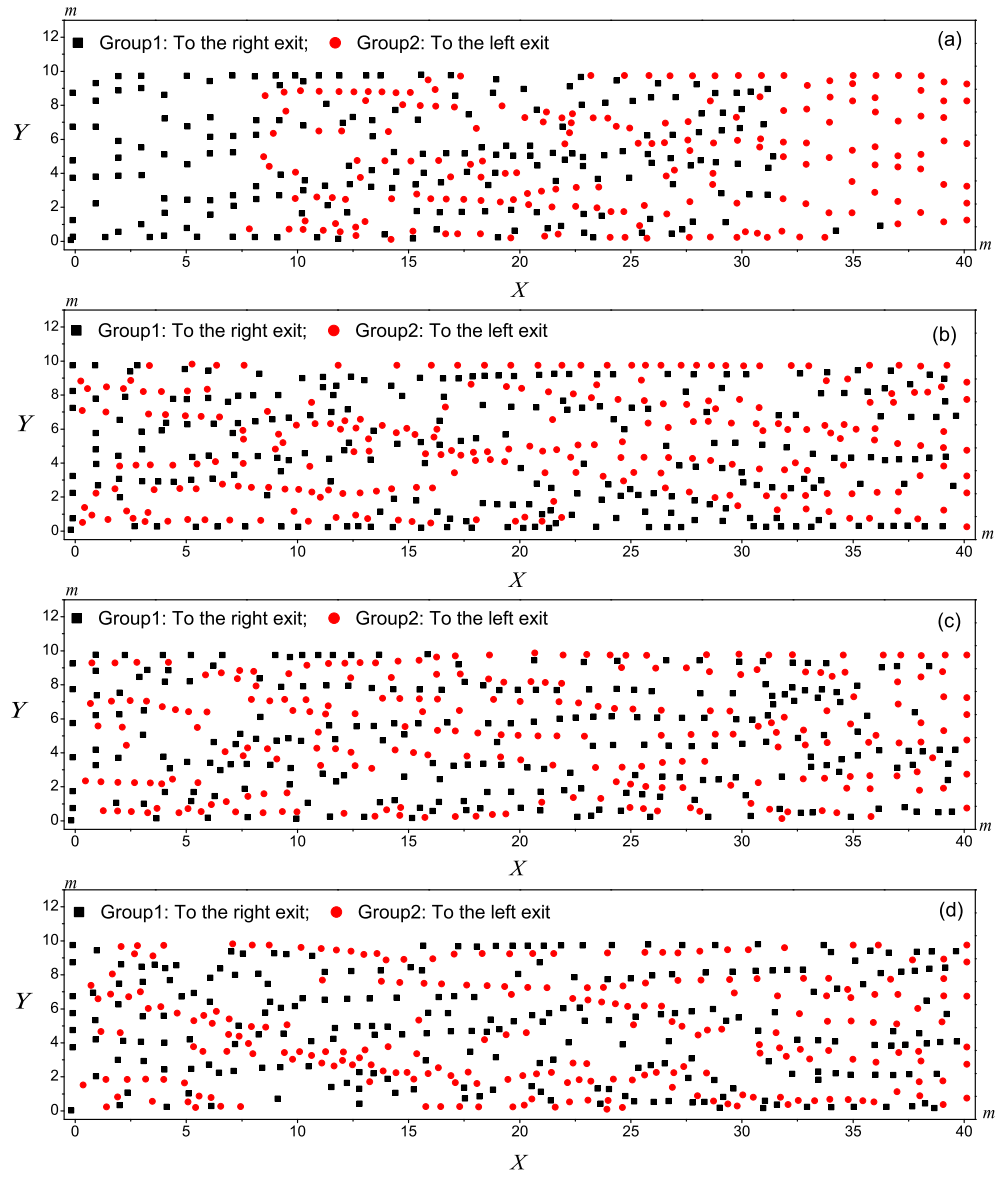 m
12
Group1: To the right exit; Group2: To the left exit (a)
10
8
Y
6
4
2
0
0 5 10 15 20 25 30 35 40 m
X
m
12
Group1: To the right exit; Group2: To the left exit (b)
10
8
Y
6
4
2
0
0 5 10 15 20 25 30 35 40 m
X
m
12
Group1: To the right exit; Group2: To the left exit (c)
10
8
Y
6
4
2
0
0 5 10 15 20 25 30 35 40 m
X
m
12
Group1: To the right exit; Group2: To the left exit (d)
10
8
Y
6
4
2
0
0 5 10 15 20 25 30 35 40 m
X